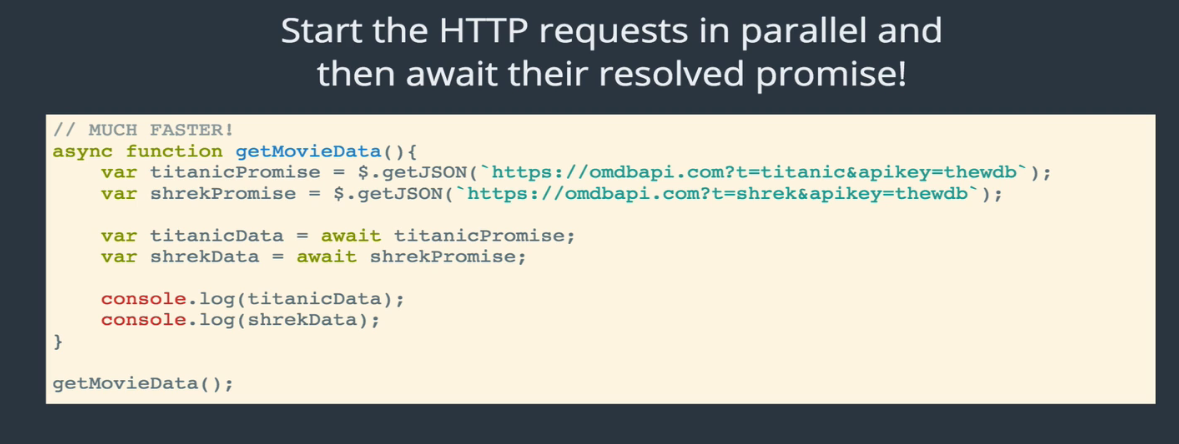 Start the HTTP requests in parallel and
then await their resolved promise!
// MUCH FASTER!
async function getMovieData(){
    var titanicPromise = $.getJSON(`https://omdbapi.com?t=titanic&apikey=thewdb`);
    var shrekPromise = $.getJSON(`https://omdbapi.com?t=shrek&apikey=thewdb`);
    var titanicData = await titanicPromise;
    var shrekData = await shrekPromise;
    console.log(titanicData);
    console.log(shrekData);
}
getMovieData();